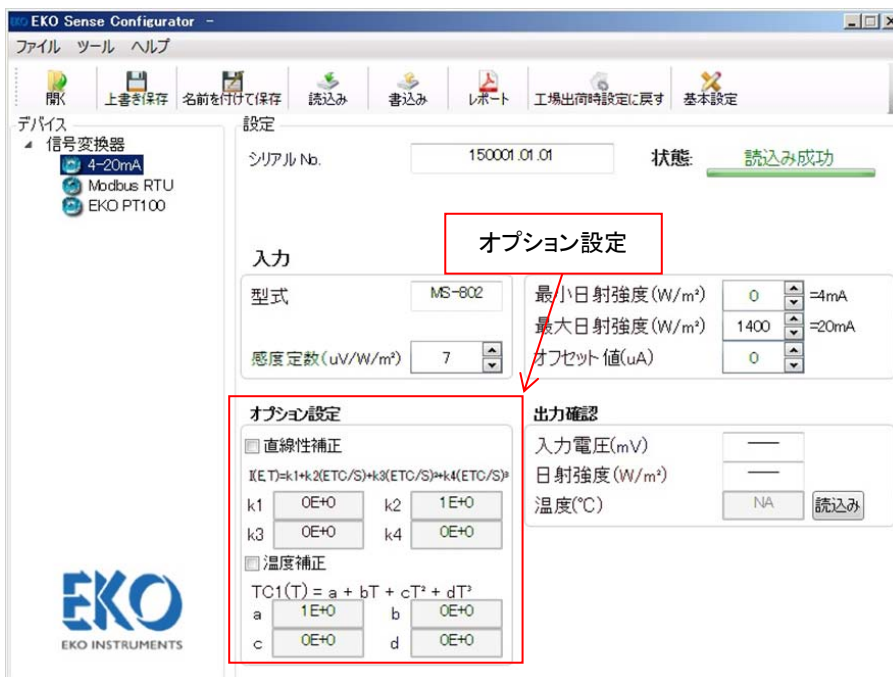 EKO EKO Sense Configurator -
ファイル ツール ヘルプ
開く 上書き保存 名前を付けて保存 読込み 書込み レポート 工場出荷時設定に戻す 基本設定
デバイス
信号変換器
4-20mA
Modbus RTU
EKO PT100
EKO
EKO INSTRUMENTS
設定
シリアル No. 150001.01.01 状態: 読込み成功
オプション設定
入力
型式 MS-802
感度定数(uV/W/m²) 7
最小日射強度(W/m²) 0 =4mA
最大日射強度(W/m²) 1400 =20mA
オフセット値(uA) 0
オプション設定
直線性補正
I(E,T)=k1+k2(ETC/S)+k3(ETC/S)²+k4(ETC/S)³
k1 0E+0 k2 1E+0
k3 0E+0 k4 0E+0
温度補正
TC1(T) = a + bT + cT² + dT³
a 1E+0 b 0E+0
c 0E+0 d 0E+0
出力確認
入力電圧(mV) ──
日射強度(W/m²) ──
温度(°C) NA 読込み